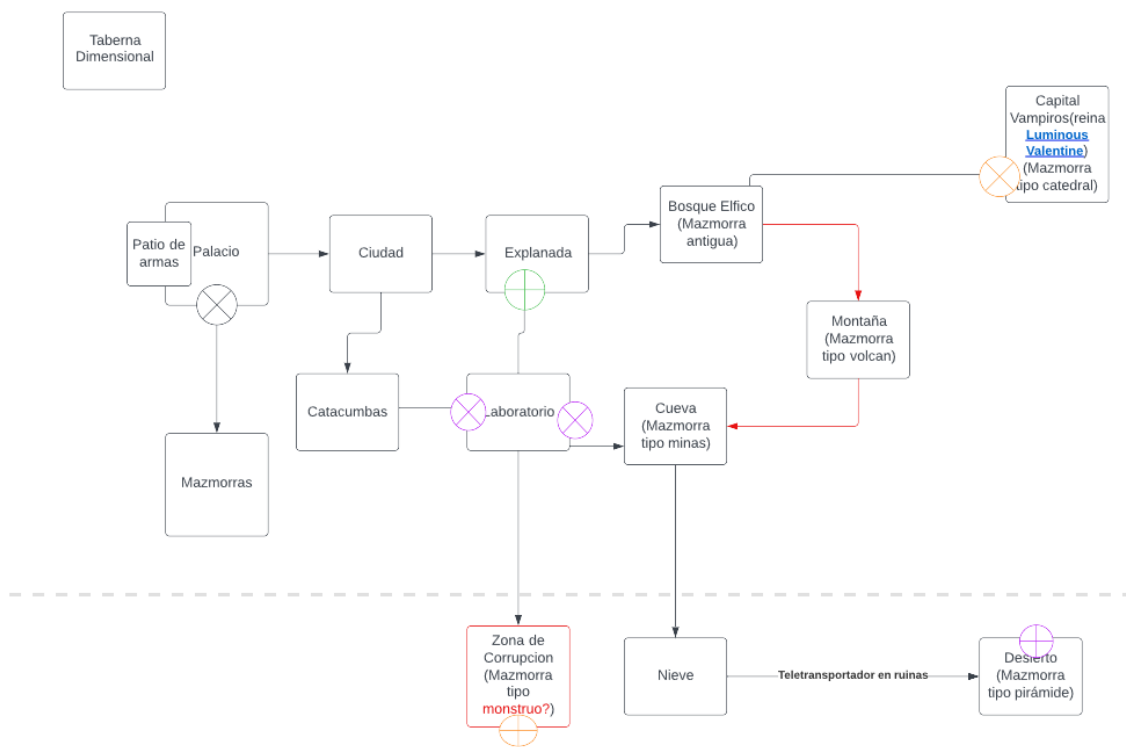 Taberna
Dimensional
Capital
Vampiros(reina
Luminous
Valentine)
(Mazmorra
tipo catedral)
Bosque Elfico
(Mazmorra
antigua)
Patio de
armas
Palacio
Ciudad
Explanada
Montaña
(Mazmorra
tipo volcan)
Catacumbas
Laboratorio
Cueva
(Mazmorra
tipo minas)
Mazmorras
Zona de
Corrupcion
(Mazmorra
tipo
monstruo?)
Nieve
Teletransportador en ruinas
Desierto
(Mazmorra
tipo pirámide)